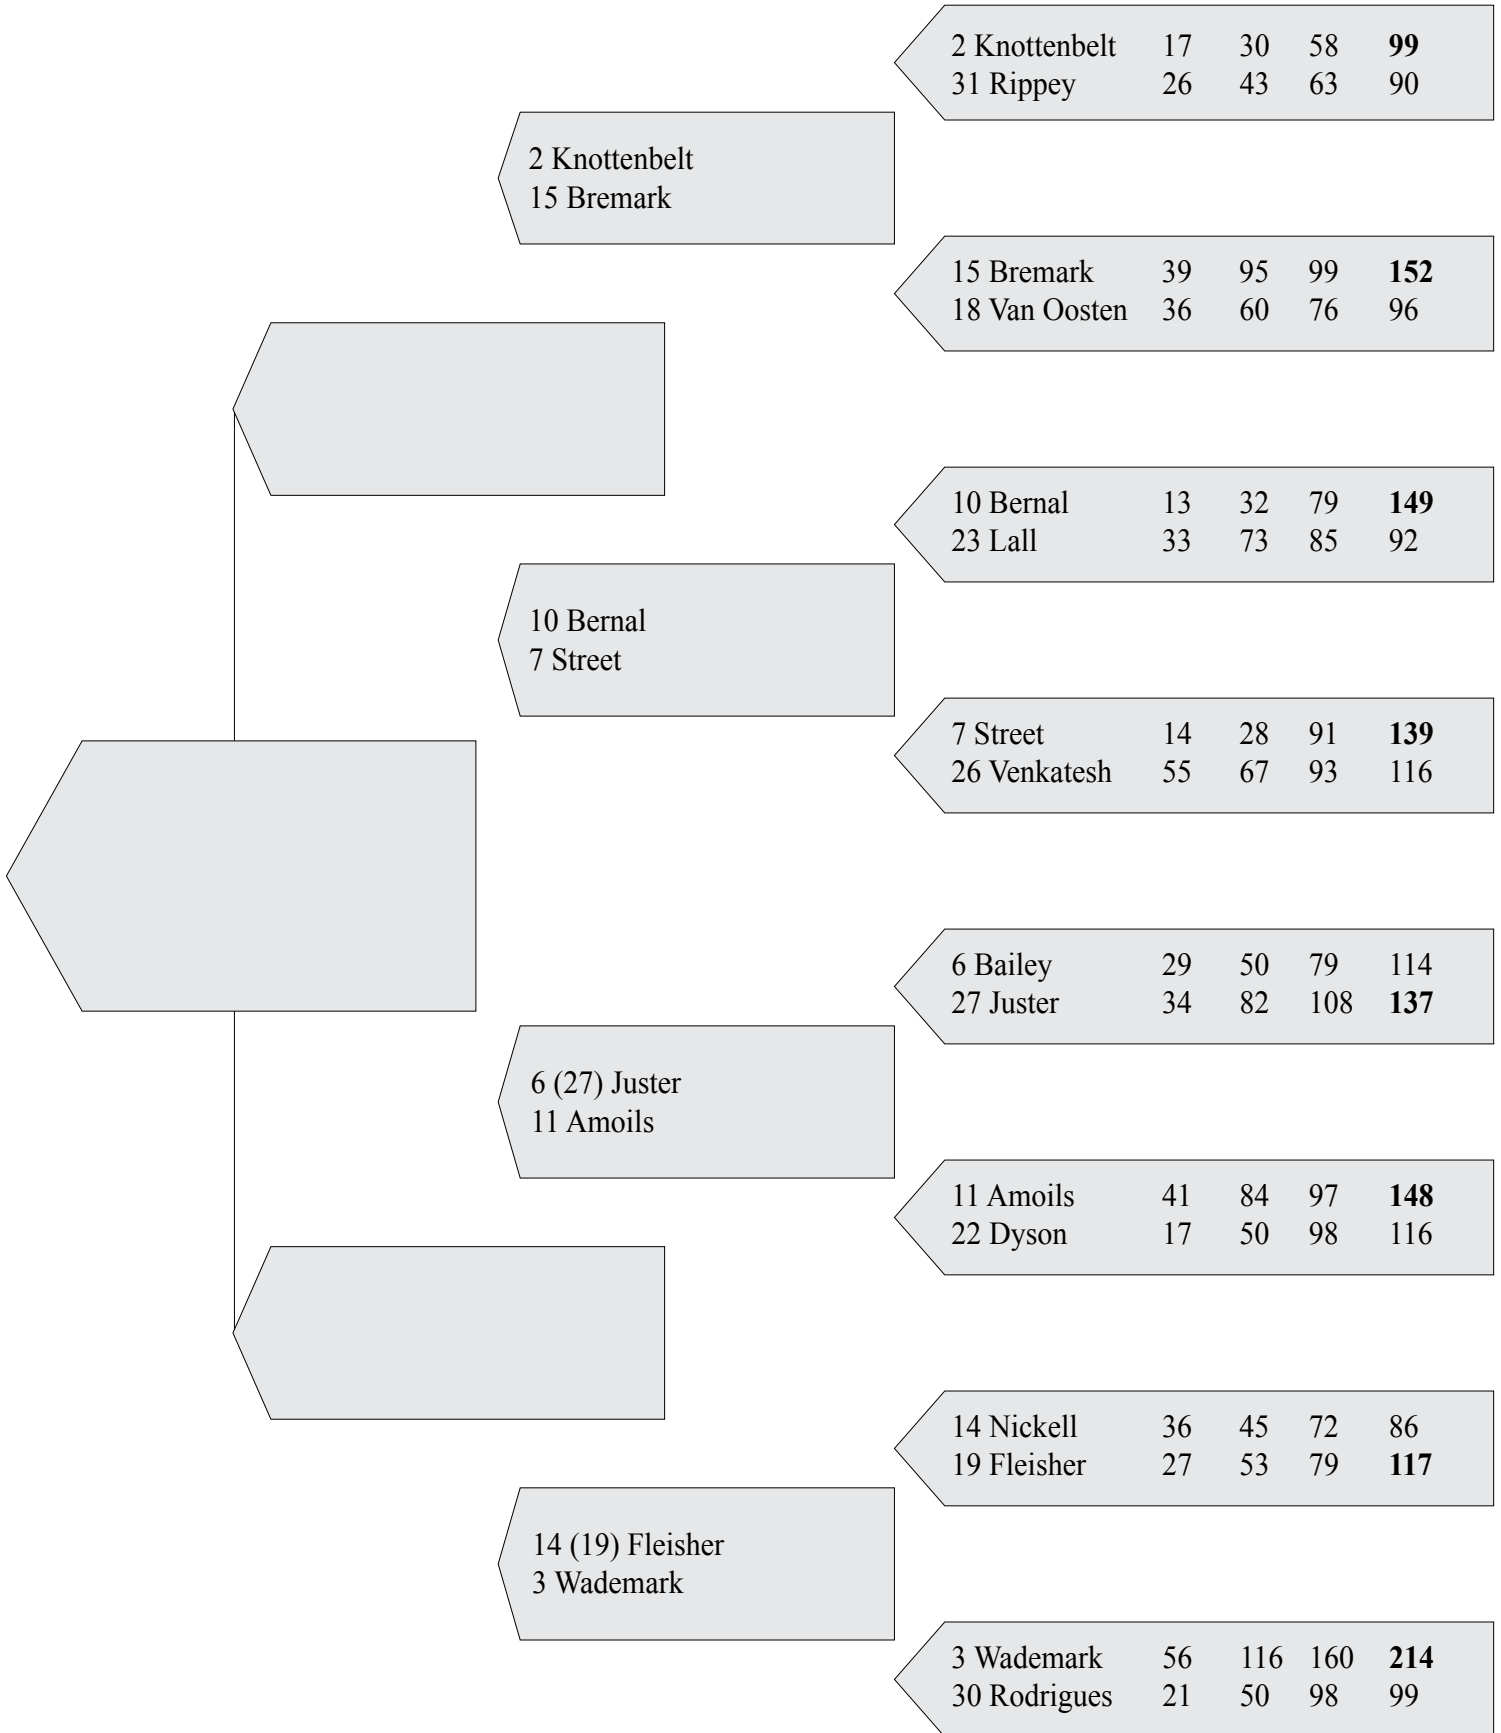 2 Knottenbelt 17 30 58 99
31 Rippey 26 43 63 90
2 Knottenbelt
15 Bremark
15 Bremark 39 95 99 152
18 Van Oosten 36 60 76 96
10 Bernal 13 32 79 149
23 Lall 33 73 85 92
10 Bernal
7 Street
7 Street 14 28 91 139
26 Venkatesh 55 67 93 116
6 Bailey 29 50 79 114
27 Juster 34 82 108 137
6 (27) Juster
11 Amoils
11 Amoils 41 84 97 148
22 Dyson 17 50 98 116
14 Nickell 36 45 72 86
19 Fleisher 27 53 79 117
14 (19) Fleisher
3 Wademark
3 Wademark 56 116 160 214
30 Rodrigues 21 50 98 99